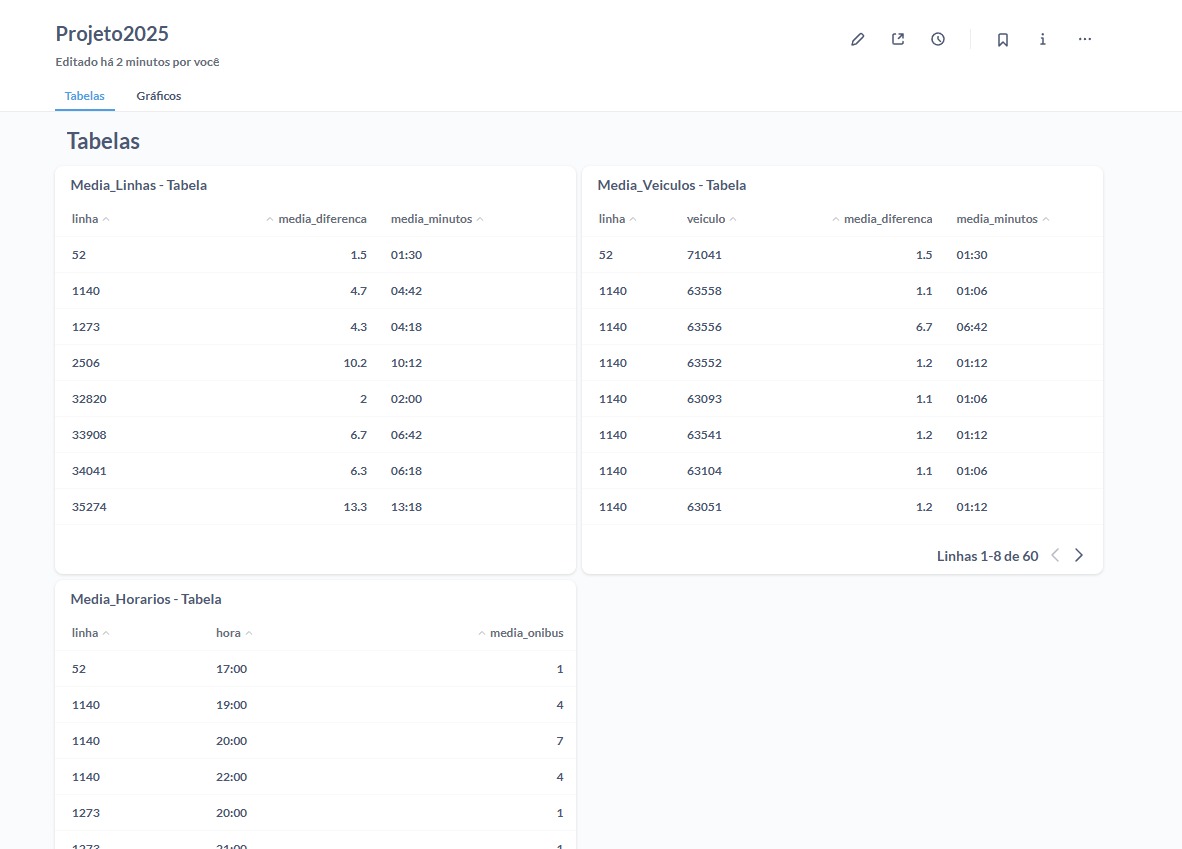 Projeto2025
Editado há 2 minutos por você
Tabelas Gráficos
Tabelas
Media_Linhas - Tabela
linha media_diferenca media_minutos
52 1.5 01:30
1140 4.7 04:42
1273 4.3 04:18
2506 10.2 10:12
32820 2 02:00
33908 6.7 06:42
34041 6.3 06:18
35274 13.3 13:18
Media_Veiculos - Tabela
linha veiculo media_diferenca media_minutos
52 71041 1.5 01:30
1140 63558 1.1 01:06
1140 63556 6.7 06:42
1140 63552 1.2 01:12
1140 63093 1.1 01:06
1140 63541 1.2 01:12
1140 63104 1.1 01:06
1140 63051 1.2 01:12
Linhas 1-8 de 60
Media_Horarios - Tabela
linha hora media_onibus
52 17:00 1
1140 19:00 4
1140 20:00 7
1140 22:00 4
1273 20:00 1
1273 21:00 1